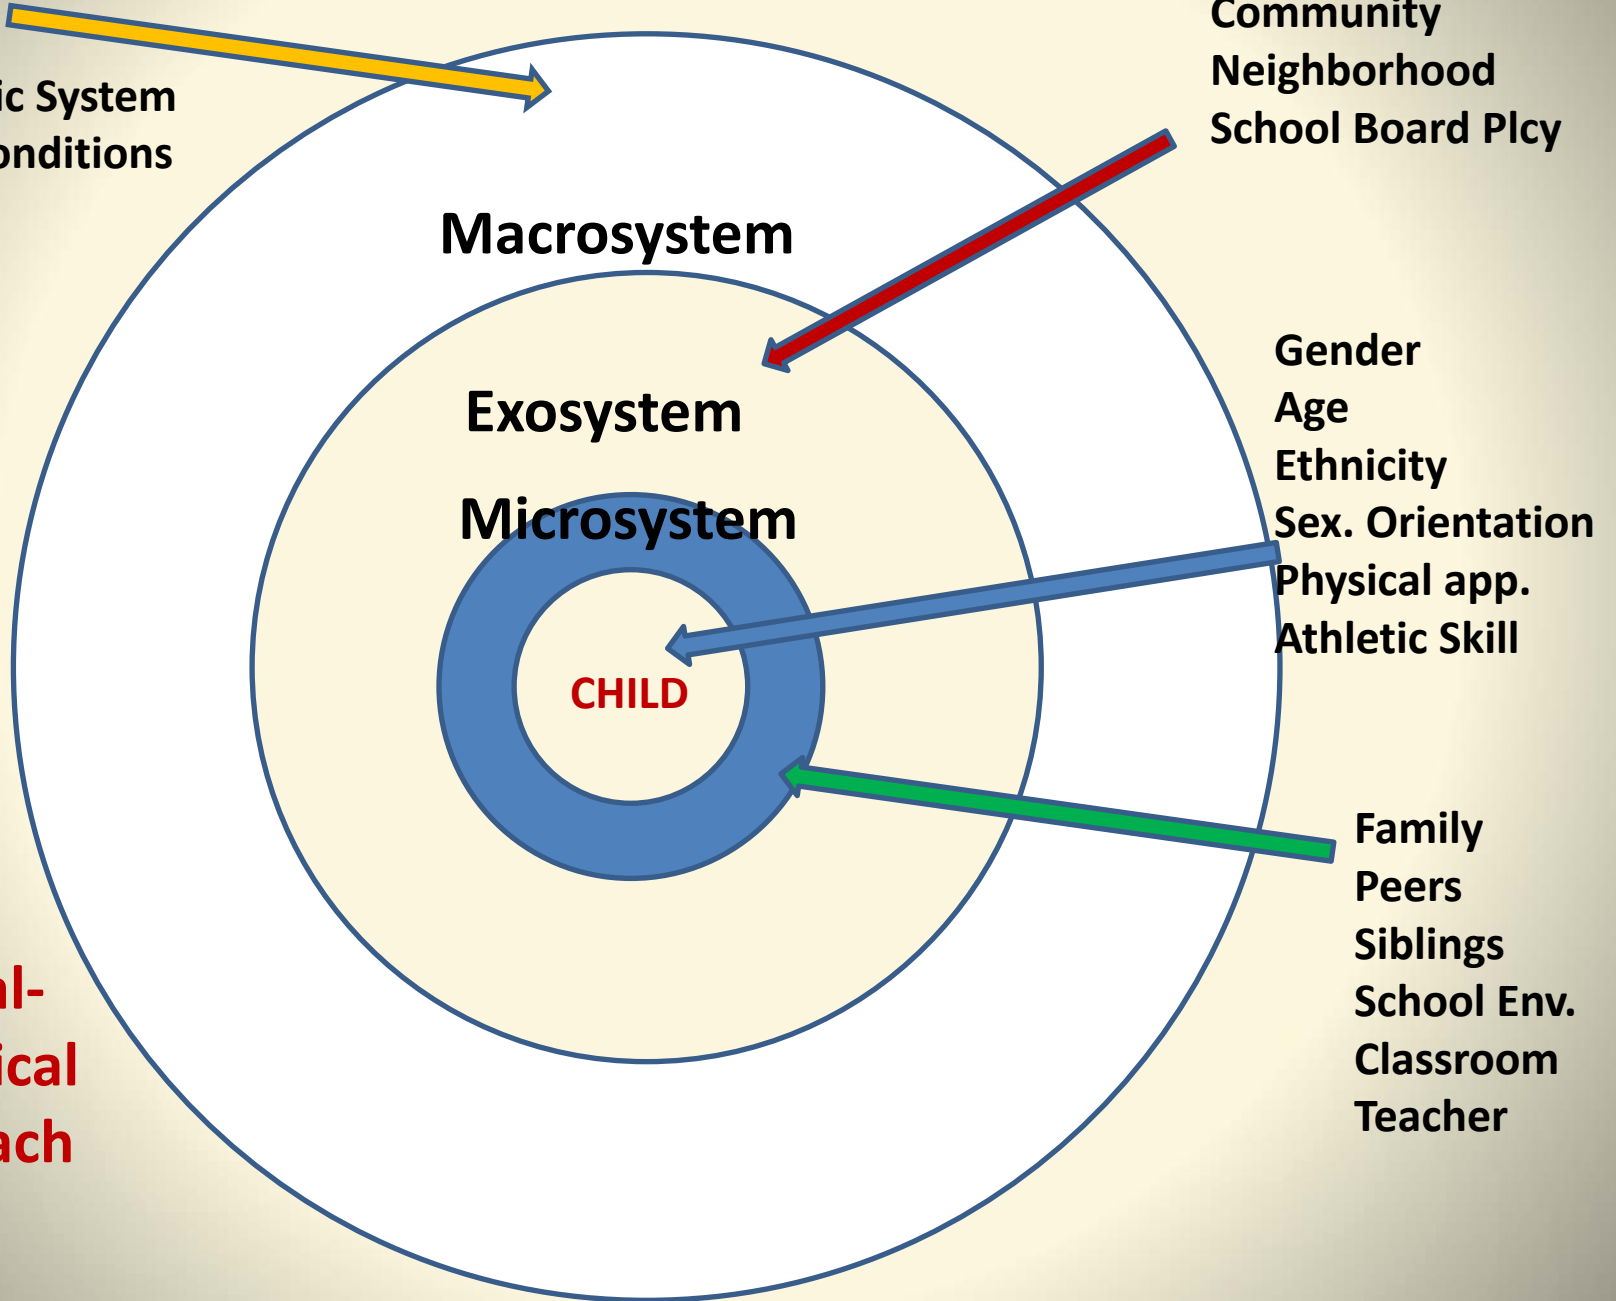 Community
Neighborhood
School Board Plcy
ic System
onditions
Macrosystem
Exosystem
Microsystem
CHILD
Gender
Age
Ethnicity
Sex. Orientation
Physical app.
Athletic Skill
Family
Peers
Siblings
School Env.
Classroom
Teacher
al-
ical
ach